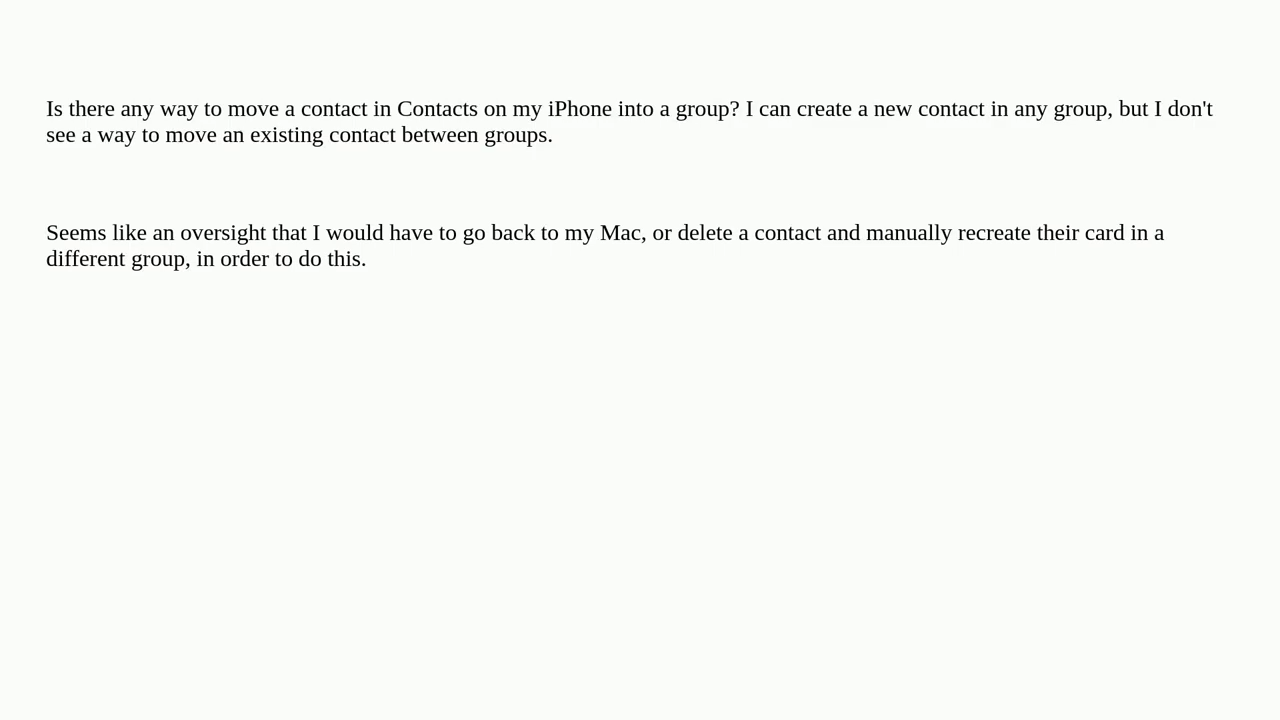 Is there any way to move a contact in Contacts on my iPhone into a group? I can create a new contact in any group, but I don't
see a way to move an existing contact between groups.
Seems like an oversight that I would have to go back to my Mac, or delete a contact and manually recreate their card in a
different group, in order to do this.